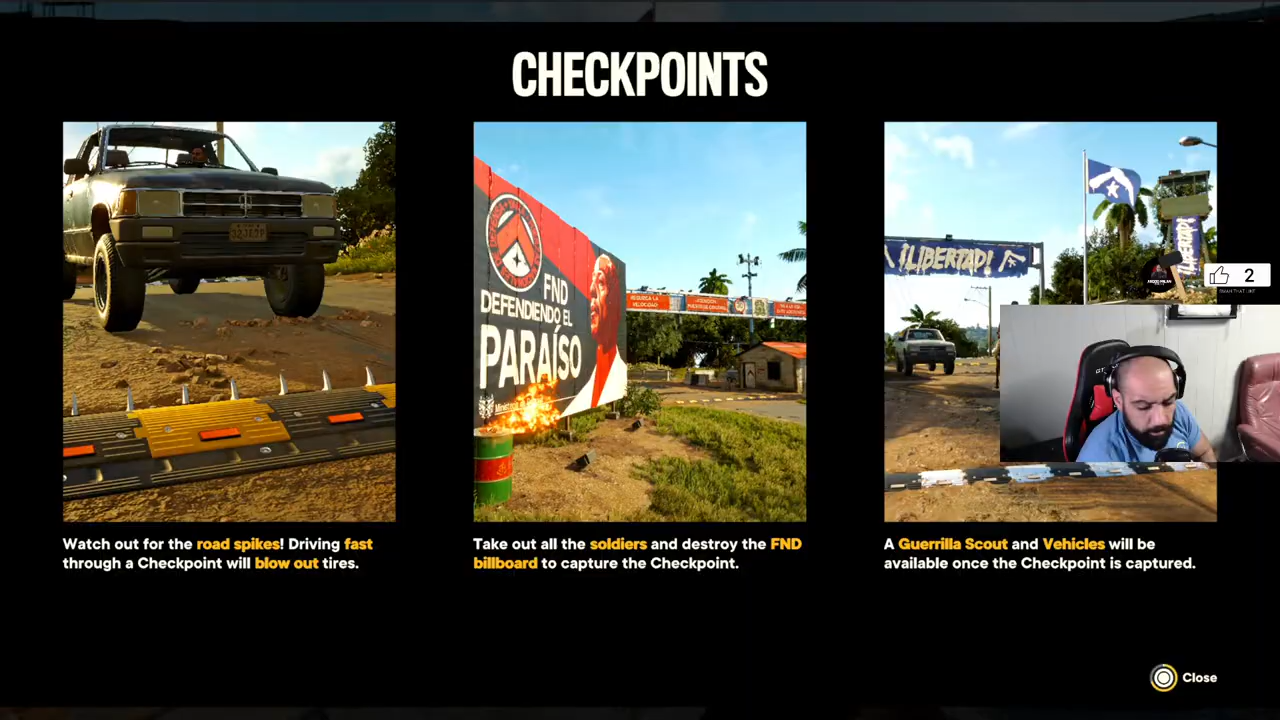 CHECKPOINTS
FND
DEFENDIENDO EL
PARAÍSO
¡LIBERTAD!
¡LIBERTAD!
2
Watch out for the road spikes! Driving fast
through a Checkpoint will blow out tires.
Take out all the soldiers and destroy the FND
billboard to capture the Checkpoint.
A Guerrilla Scout and Vehicles will be
available once the Checkpoint is captured.
Close